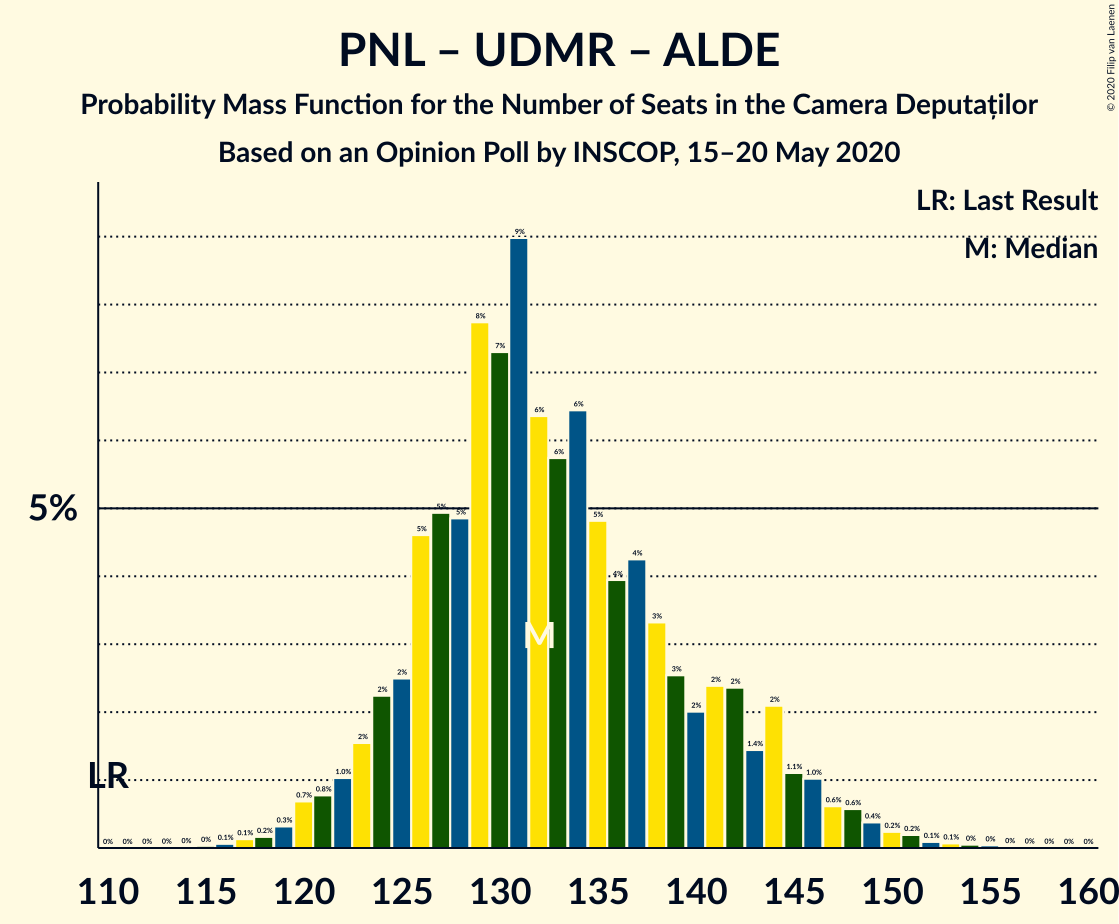 PNL – UDMR – ALDE
Probability Mass Function for the Number of Seats in the Camera Deputaților
Based on an Opinion Poll by INSCOP, 15–20 May 2020
© 2020 Filip van Laenen
LR: Last Result
M: Median
5%
LR
M
0% 0% 0% 0% 0% 0% 0.1% 0.1% 0.2% 0.3% 0.7% 0.8% 1.0% 2% 2% 2% 5% 5% 5% 8% 7% 9% 6% 6% 6% 5% 4% 4% 3% 3% 2% 2% 2% 1.4% 2% 1.1% 1.0% 0.6% 0.6% 0.4% 0.2% 0.2% 0.1% 0.1% 0% 0% 0% 0% 0% 0% 0%
110 115 120 125 130 135 140 145 150 155 160